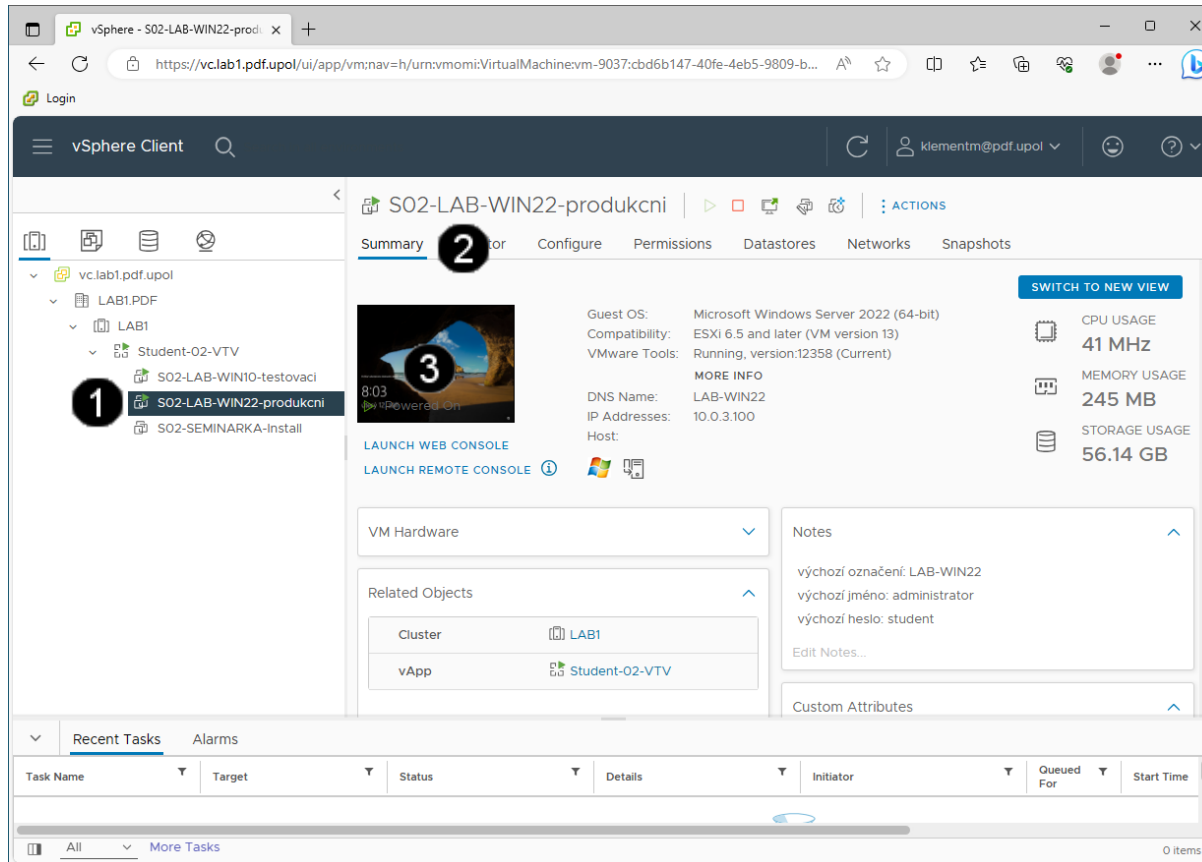 vSphere - S02-LAB-WIN22-produ
https://vc.lab1.pdf.upol/ui/app/vm;nav=h/urn:vmomi:VirtualMachine:vm-9037:cbd6b147-40fe-4eb5-9809-b...
Login
vSphere Client
klementm@pdf.upol
S02-LAB-WIN22-produkcni
ACTIONS
Summary 2 Configure Permissions Datastores Networks Snapshots
vc.lab1.pdf.upol
LAB1.PDF
LAB1
Student-02-VTV
S02-LAB-WIN10-testovaci
1 S02-LAB-WIN22-produkcni
S02-SEMINARKA-Install
SWITCH TO NEW VIEW
3
8:03
Powered On
LAUNCH WEB CONSOLE
LAUNCH REMOTE CONSOLE
Guest OS: Microsoft Windows Server 2022 (64-bit)
Compatibility: ESXi 6.5 and later (VM version 13)
VMware Tools: Running, version:12358 (Current)
MORE INFO
DNS Name: LAB-WIN22
IP Addresses: 10.0.3.100
Host:
CPU USAGE
41 MHz
MEMORY USAGE
245 MB
STORAGE USAGE
56.14 GB
VM Hardware
Related Objects
Cluster LAB1
vApp Student-02-VTV
Notes
výchozí označení: LAB-WIN22
výchozí jméno: administrator
výchozí heslo: student
Edit Notes...
Custom Attributes
Recent Tasks Alarms
Task Name Target Status Details Initiator Queued For Start Time
All More Tasks
0 items